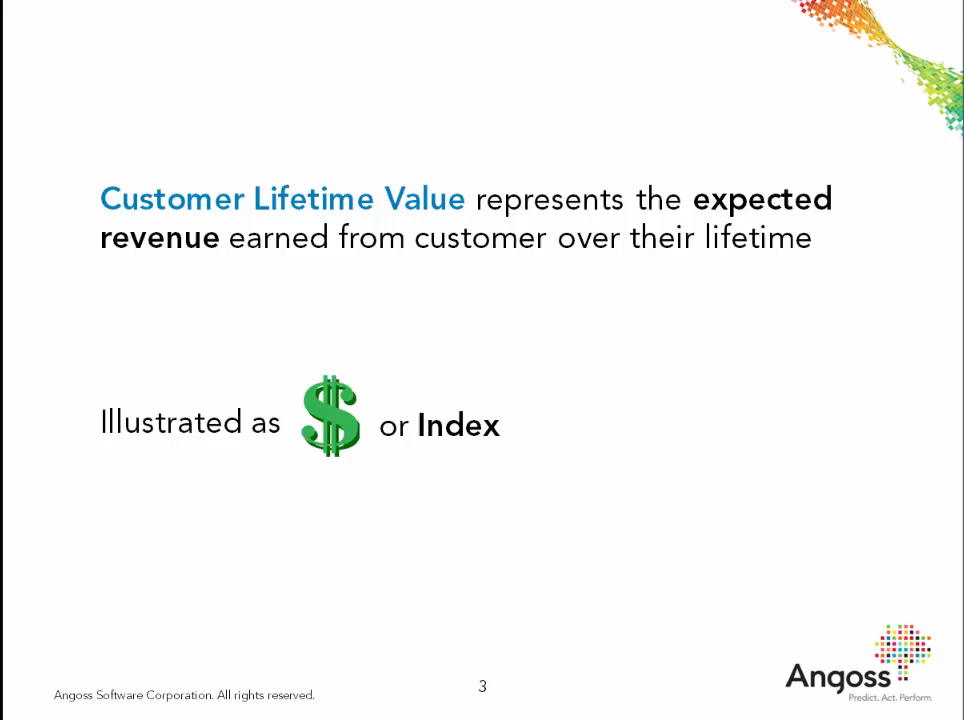 Customer Lifetime Value represents the expected
revenue earned from customer over their lifetime
Illustrated as $ or Index
Angoss Software Corporation. All rights reserved.
3
Angoss
Predict. Act. Perform.